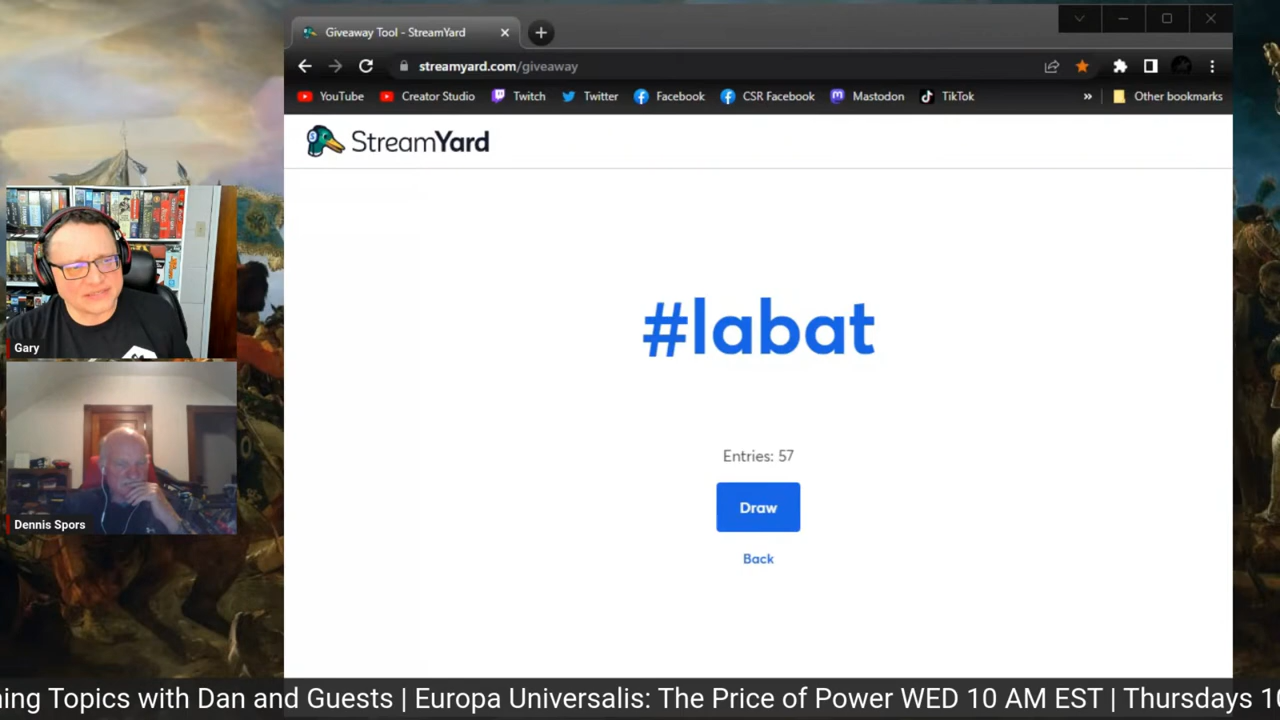 Giveaway Tool - StreamYard
streamyard.com/giveaway
YouTube Creator Studio Twitch Twitter Facebook CSR Facebook Mastodon TikTok » Other bookmarks
StreamYard
#labat
Entries: 57
Draw
Back
Gary
Dennis Spors
ning Topics with Dan and Guests | Europa Universalis: The Price of Power WED 10 AM EST | Thursdays 10